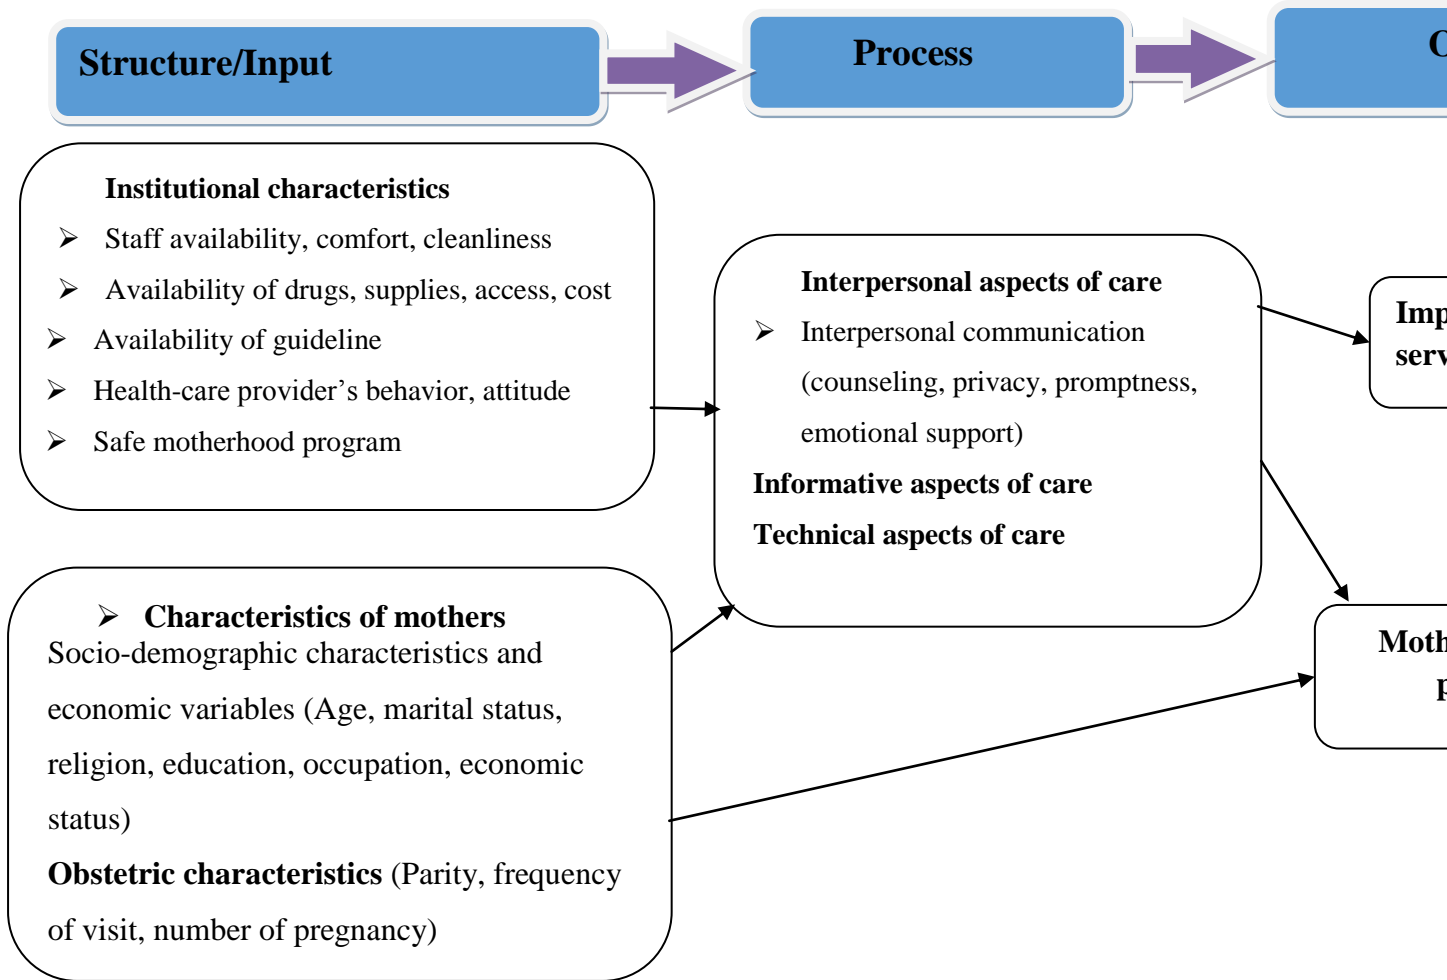 Structure/Input
Process
Institutional characteristics
➢ Staff availability, comfort, cleanliness
➢ Availability of drugs, supplies, access, cost
➢ Availability of guideline
➢ Health-care provider’s behavior, attitude
➢ Safe motherhood program
➢ Characteristics of mothers
Socio-demographic characteristics and
economic variables (Age, marital status,
religion, education, occupation, economic
status)
Obstetric characteristics (Parity, frequency
of visit, number of pregnancy)
Interpersonal aspects of care
➢ Interpersonal communication
(counseling, privacy, promptness,
emotional support)
Informative aspects of care
Technical aspects of care